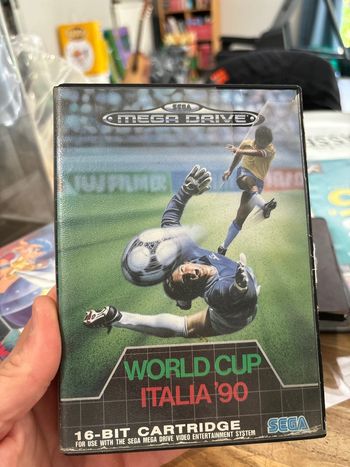 SEGA
MEGA DRIVE
WORLD CUP
ITALIA '90
16-BIT CARTRIDGE
FOR USE WITH THE SEGA MEGA DRIVE VIDEO ENTERTAINMENT SYSTEM
SEGA